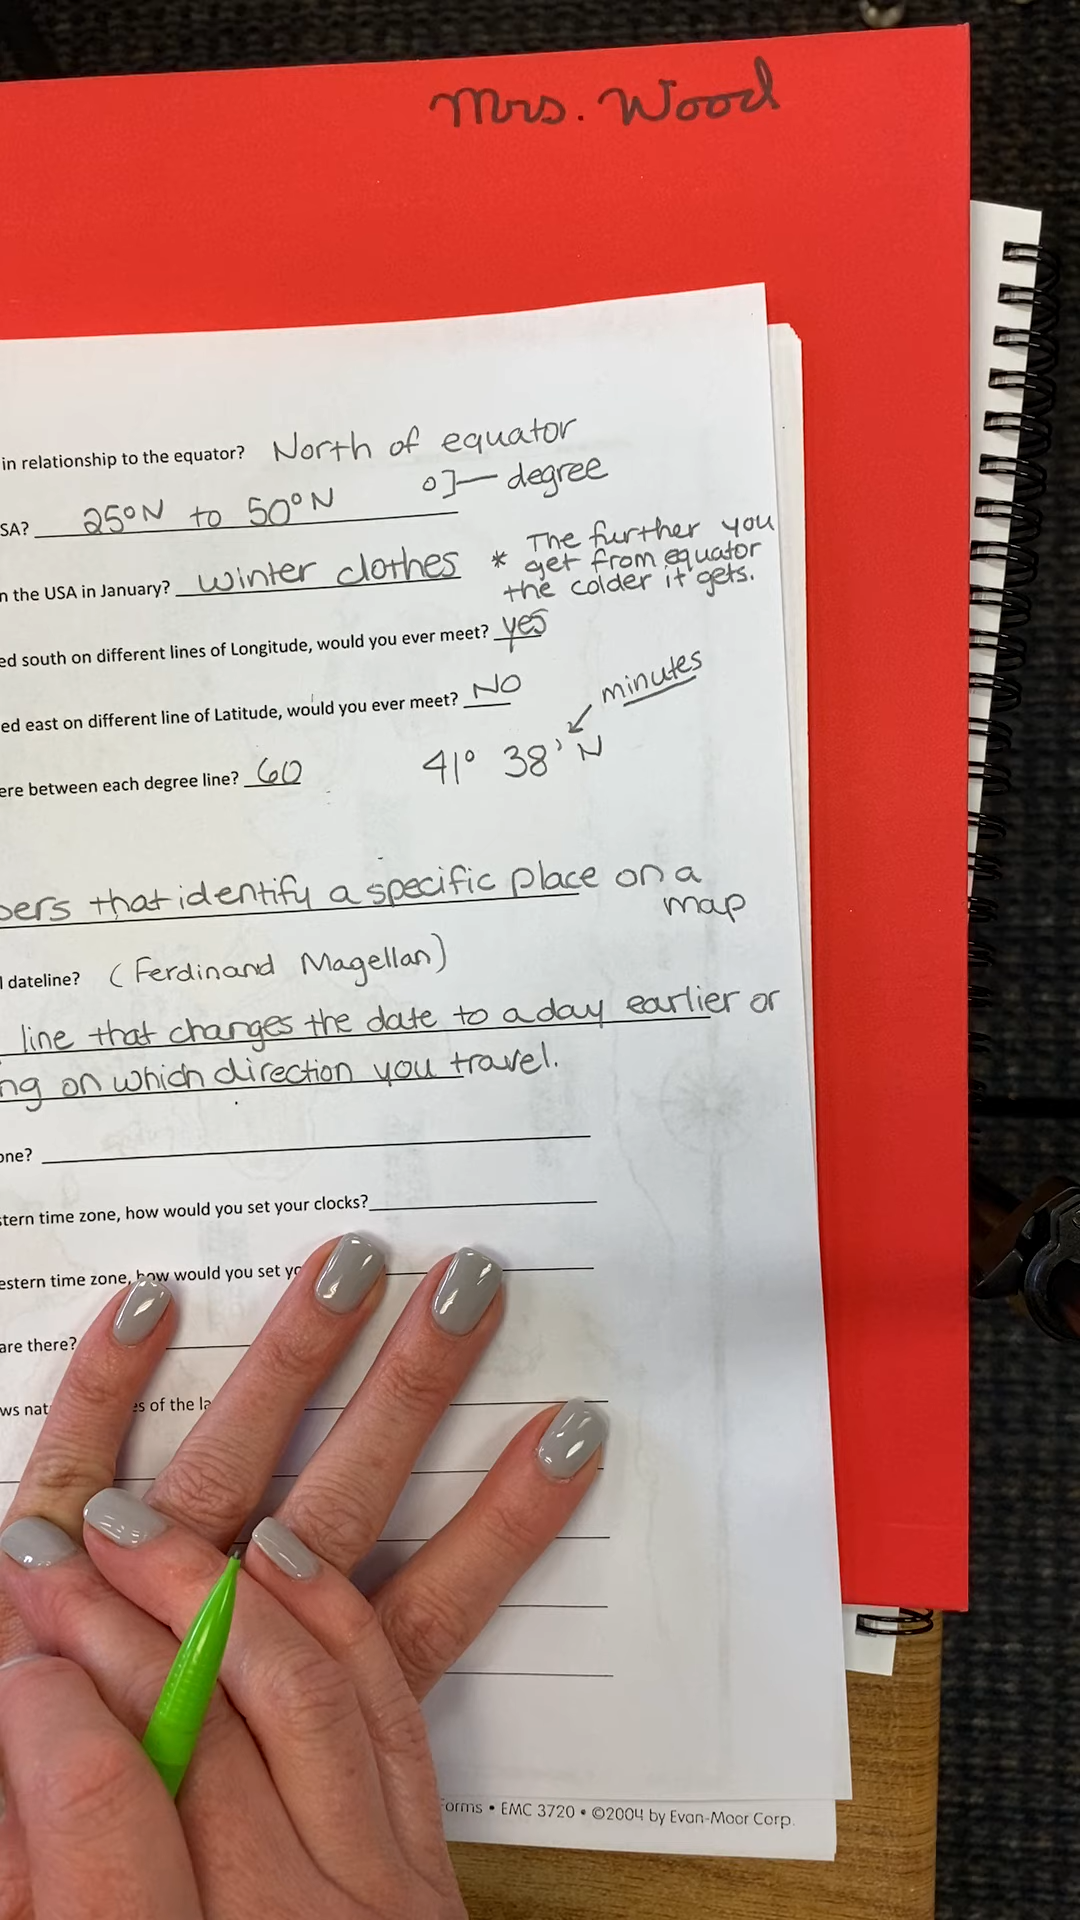 Mrs. Wood
in relationship to the equator? North of equator
o]— degree
SA? 25°N to 50°N
* The further you
get from equator
the colder it gets.
n the USA in January? winter clothes
ed south on different lines of Longitude, would you ever meet? yes
ed east on different line of Latitude, would you ever meet? NO
minutes
ere between each degree line? 60
41° 38' N
bers that identify a specific place on a
map
l dateline? (Ferdinand Magellan)
line that changes the date to a day earlier or
ng on which direction you travel.
one?
stern time zone, how would you set your clocks?
estern time zone, how would you set yo
are there?
ws nat es of the la
orms • EMC 3720 • ©2004 by Evan-Moor Corp.